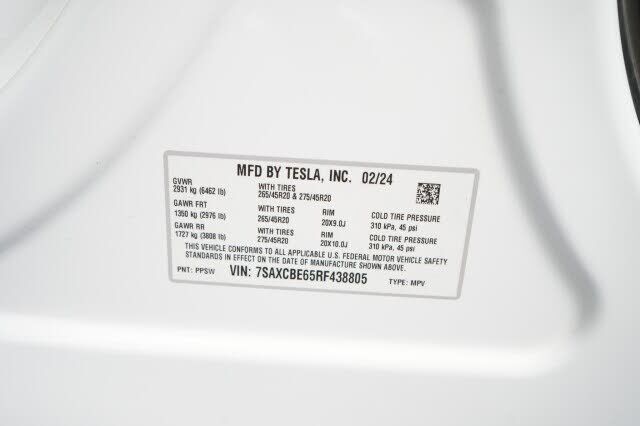 MFD BY TESLA, INC. 02/24
GVWR
2931 kg (6462 lb) WITH TIRES
265/45R20 & 275/45R20
GAWR FRT
1350 kg (2976 lb) WITH TIRES
265/45R20 RIM
20X9.0J COLD TIRE PRESSURE
310 kPa, 45 psi
GAWR RR
1727 kg (3808 lb) WITH TIRES
275/45R20 RIM
20X10.0J COLD TIRE PRESSURE
310 kPa, 45 psi
THIS VEHICLE CONFORMS TO ALL APPLICABLE U.S. FEDERAL MOTOR VEHICLE SAFETY
STANDARDS IN EFFECT ON THE DATE OF MANUFACTURE SHOWN ABOVE.
PNT: PPSW VIN: 7SAXCBE65RF438805 TYPE: MPV